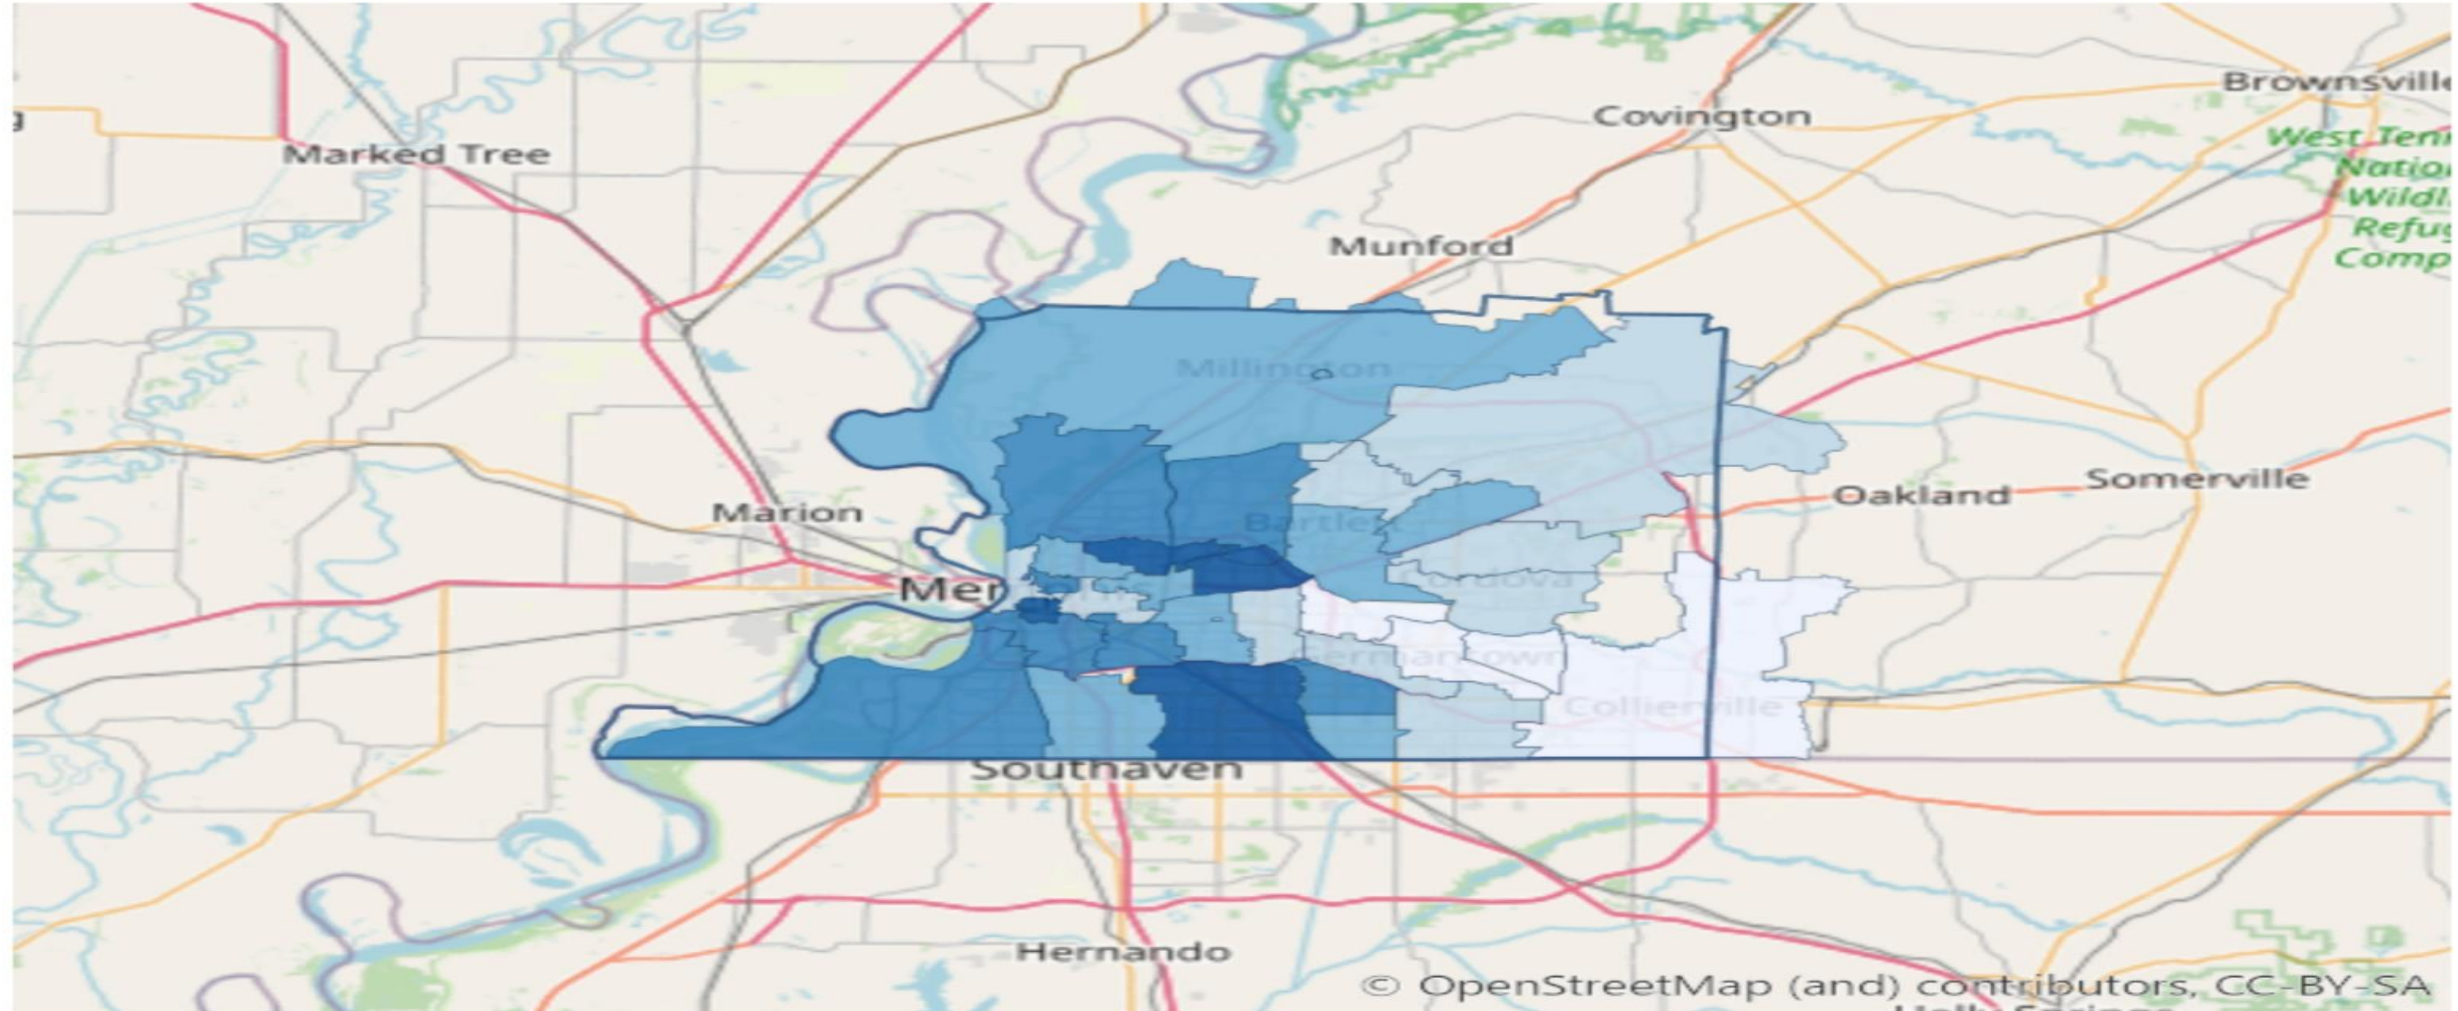 Brownsville
Covington
West Tenn
Nation
Wildl
Refug
Comp
Marked Tree
Munford
Millington
Oakland
Somerville
Marion
Bartlett
Mer
Cordova
Germantown
Collierville
Southaven
Hernando
© OpenStreetMap (and) contributors, CC-BY-SA